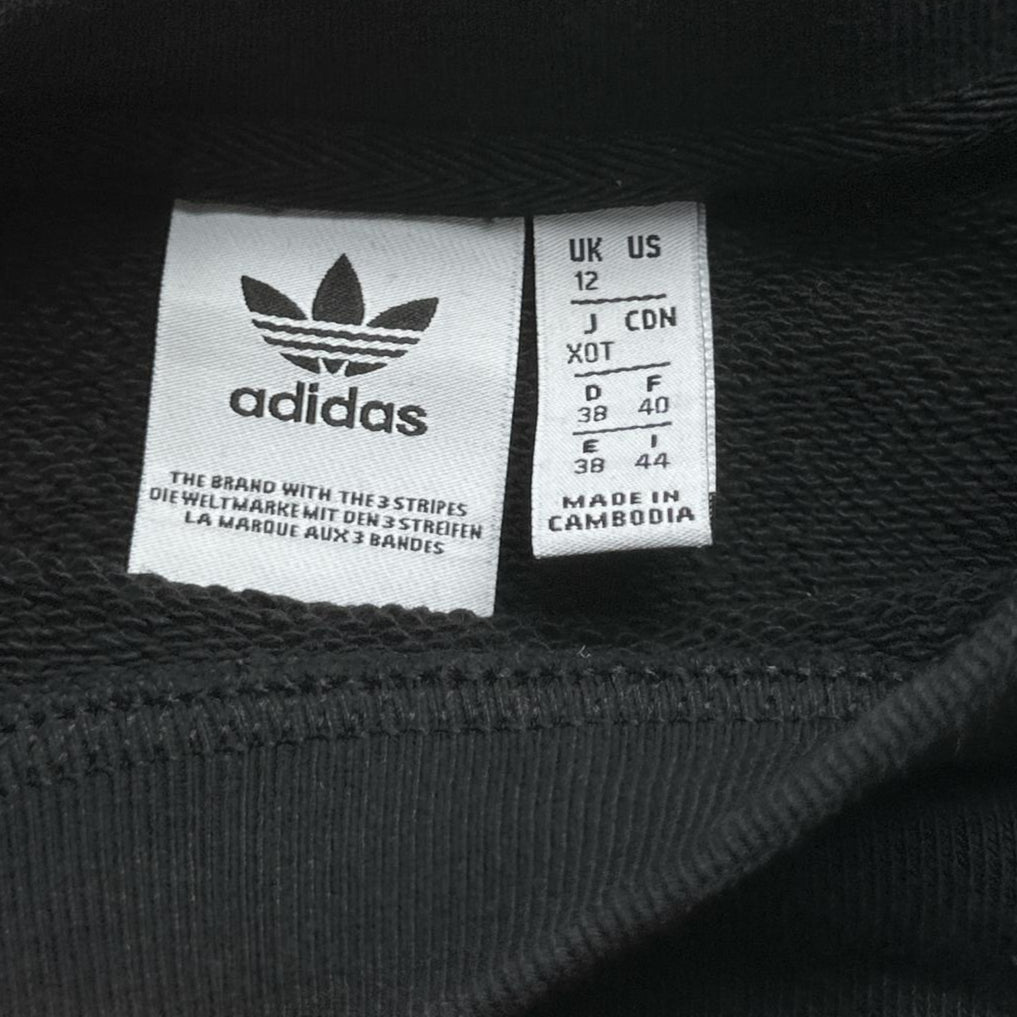 adidas
THE BRAND WITH THE 3 STRIPES
DIE WELTMARKE MIT DEN 3 STREIFEN
LA MARQUE AUX 3 BANDES
UK US
12
J CDN
XOT
D F
38 40
E I
38 44
MADE IN
CAMBODIA